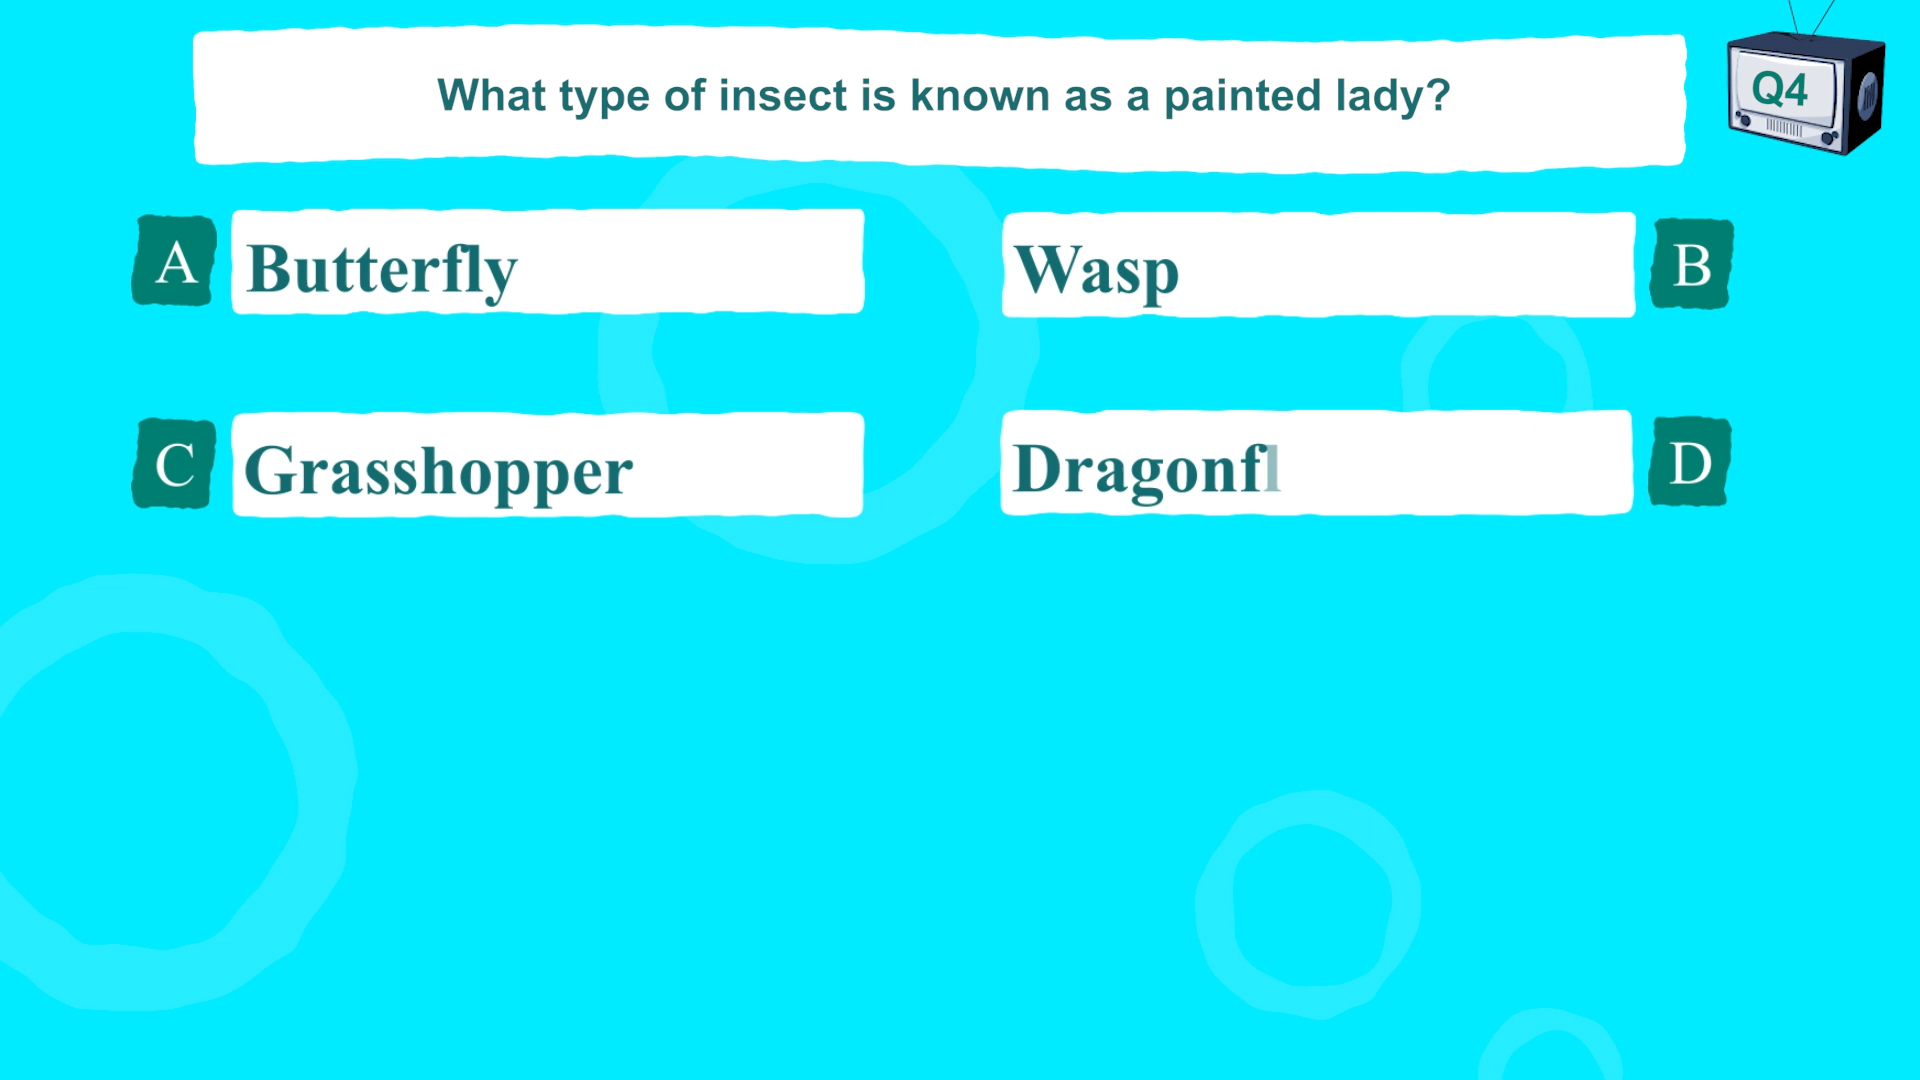 What type of insect is known as a painted lady?
Q4
A Butterfly
Wasp B
C Grasshopper
Dragonfl D